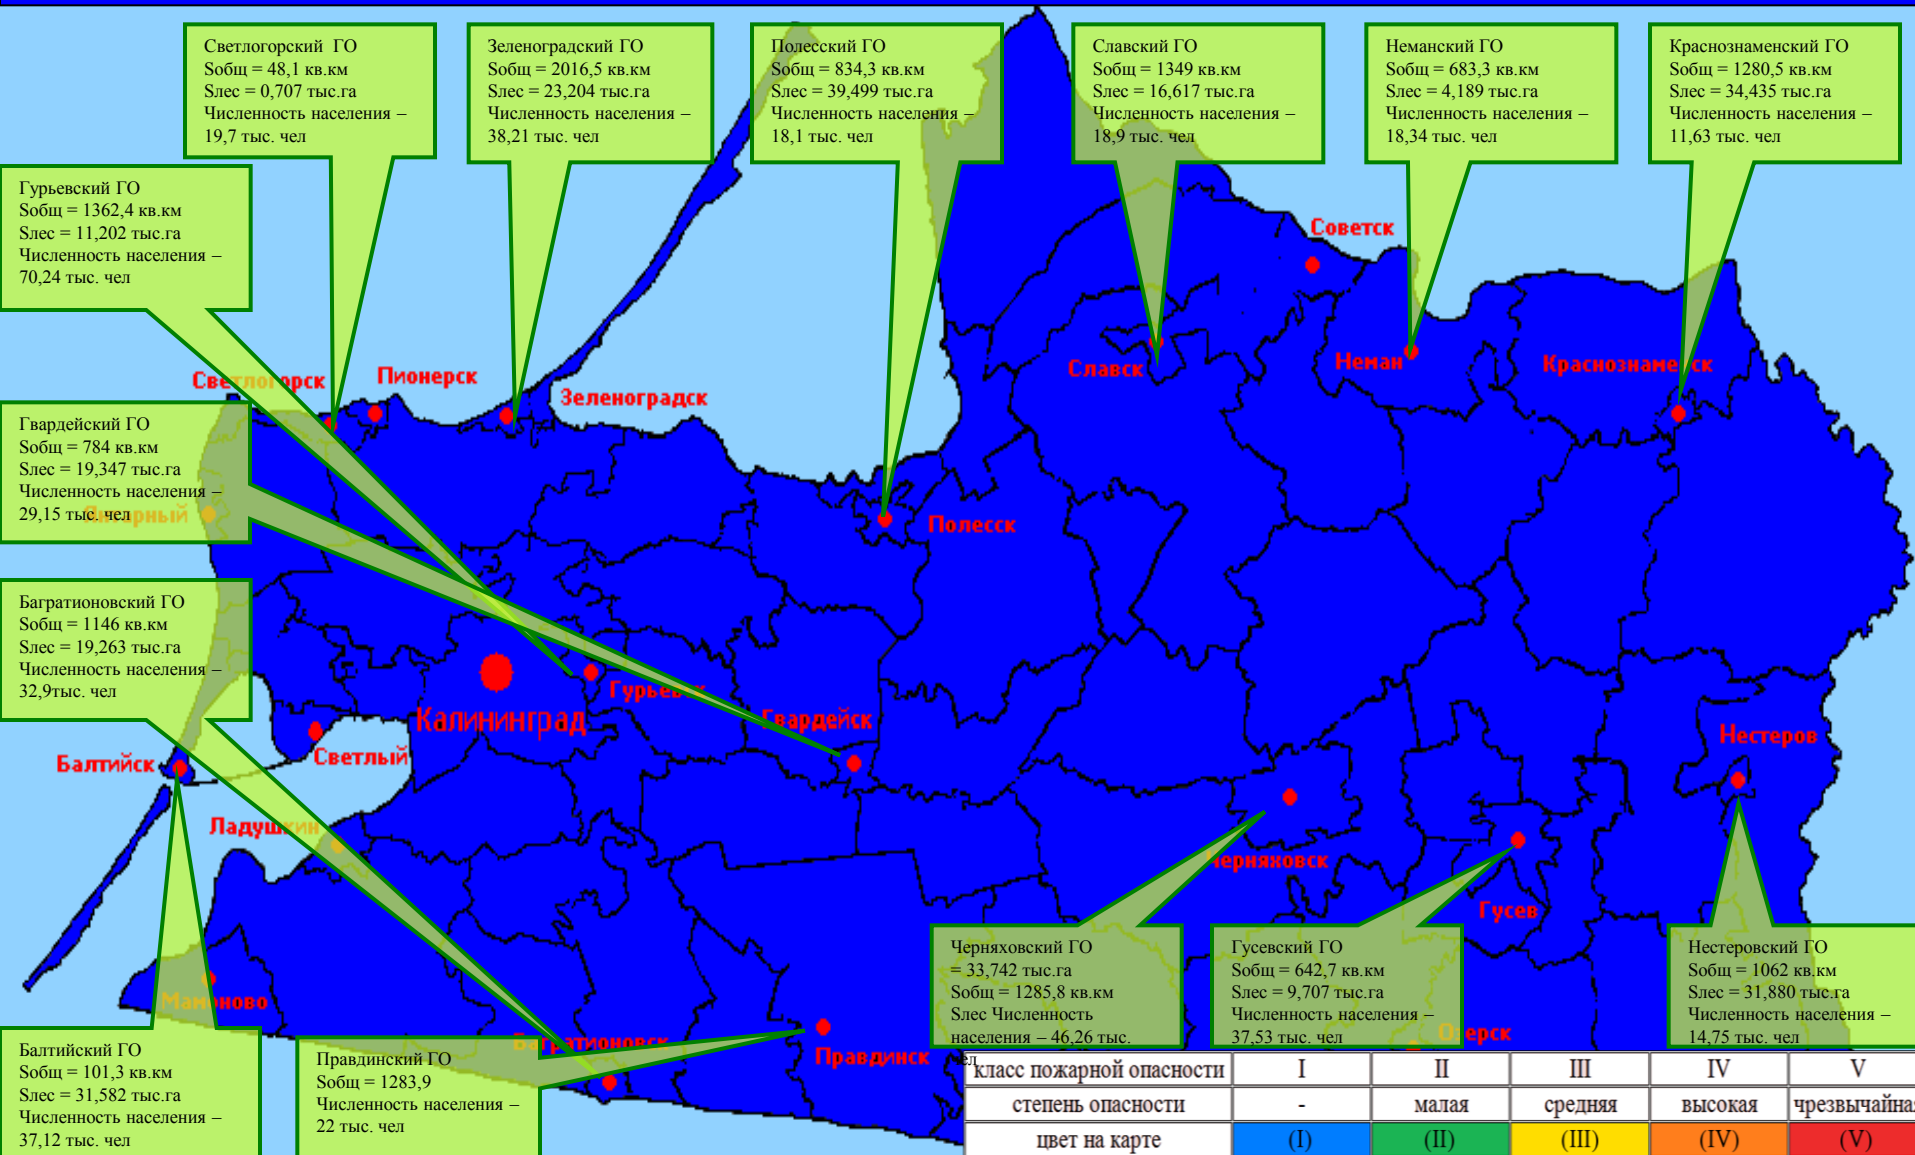 Светлогорский ГО
Sобщ = 48,1 кв.км
Sлес = 0,707 тыс.га
Численность населения –
19,7 тыс. чел
Зеленоградский ГО
Sобщ = 2016,5 кв.км
Sлес = 23,204 тыс.га
Численность населения –
38,21 тыс. чел
Полесский ГО
Sобщ = 834,3 кв.км
Sлес = 39,499 тыс.га
Численность населения –
18,1 тыс. чел
Славский ГО
Sобщ = 1349 кв.км
Sлес = 16,617 тыс.га
Численность населения –
18,9 тыс. чел
Неманский ГО
Sобщ = 683,3 кв.км
Sлес = 4,189 тыс.га
Численность населения –
18,34 тыс. чел
Краснознаменский ГО
Sобщ = 1280,5 кв.км
Sлес = 34,435 тыс.га
Численность населения –
11,63 тыс. чел
Гурьевский ГО
Sобщ = 1362,4 кв.км
Sлес = 11,202 тыс.га
Численность населения –
70,24 тыс. чел
Советск
Светлогорск
Пионерск
Зеленоградск
Славск
Неман
Краснознаменск
Гвардейский ГО
Sобщ = 784 кв.км
Sлес = 19,347 тыс.га
Численность населения –
29,15 тыс. чел
Янтарный
Полесск
Багратионовский ГО
Sобщ = 1146 кв.км
Sлес = 19,263 тыс.га
Численность населения –
32,9тыс. чел
Гурьевск
Калининград
Гвардейск
Нестеров
Балтийск
Светлый
Ладушкин
Черняховск
Гусев
Мамоново
Багратионовск
Правдинск
Озерск
Черняховский ГО
= 33,742 тыс.га
Sобщ = 1285,8 кв.км
Sлес Численность
населения – 46,26 тыс.
чел
Гусевский ГО
Sобщ = 642,7 кв.км
Sлес = 9,707 тыс.га
Численность населения –
37,53 тыс. чел
Нестеровский ГО
Sобщ = 1062 кв.км
Sлес = 31,880 тыс.га
Численность населения –
14,75 тыс. чел
Балтийский ГО
Sобщ = 101,3 кв.км
Sлес = 31,582 тыс.га
Численность населения –
37,12 тыс. чел
Правдинский ГО
Sобщ = 1283,9
Численность населения –
22 тыс. чел
класс пожарной опасности I II III IV V
степень опасности - малая средняя высокая чрезвычайная
цвет на карте (I) (II) (III) (IV) (V)